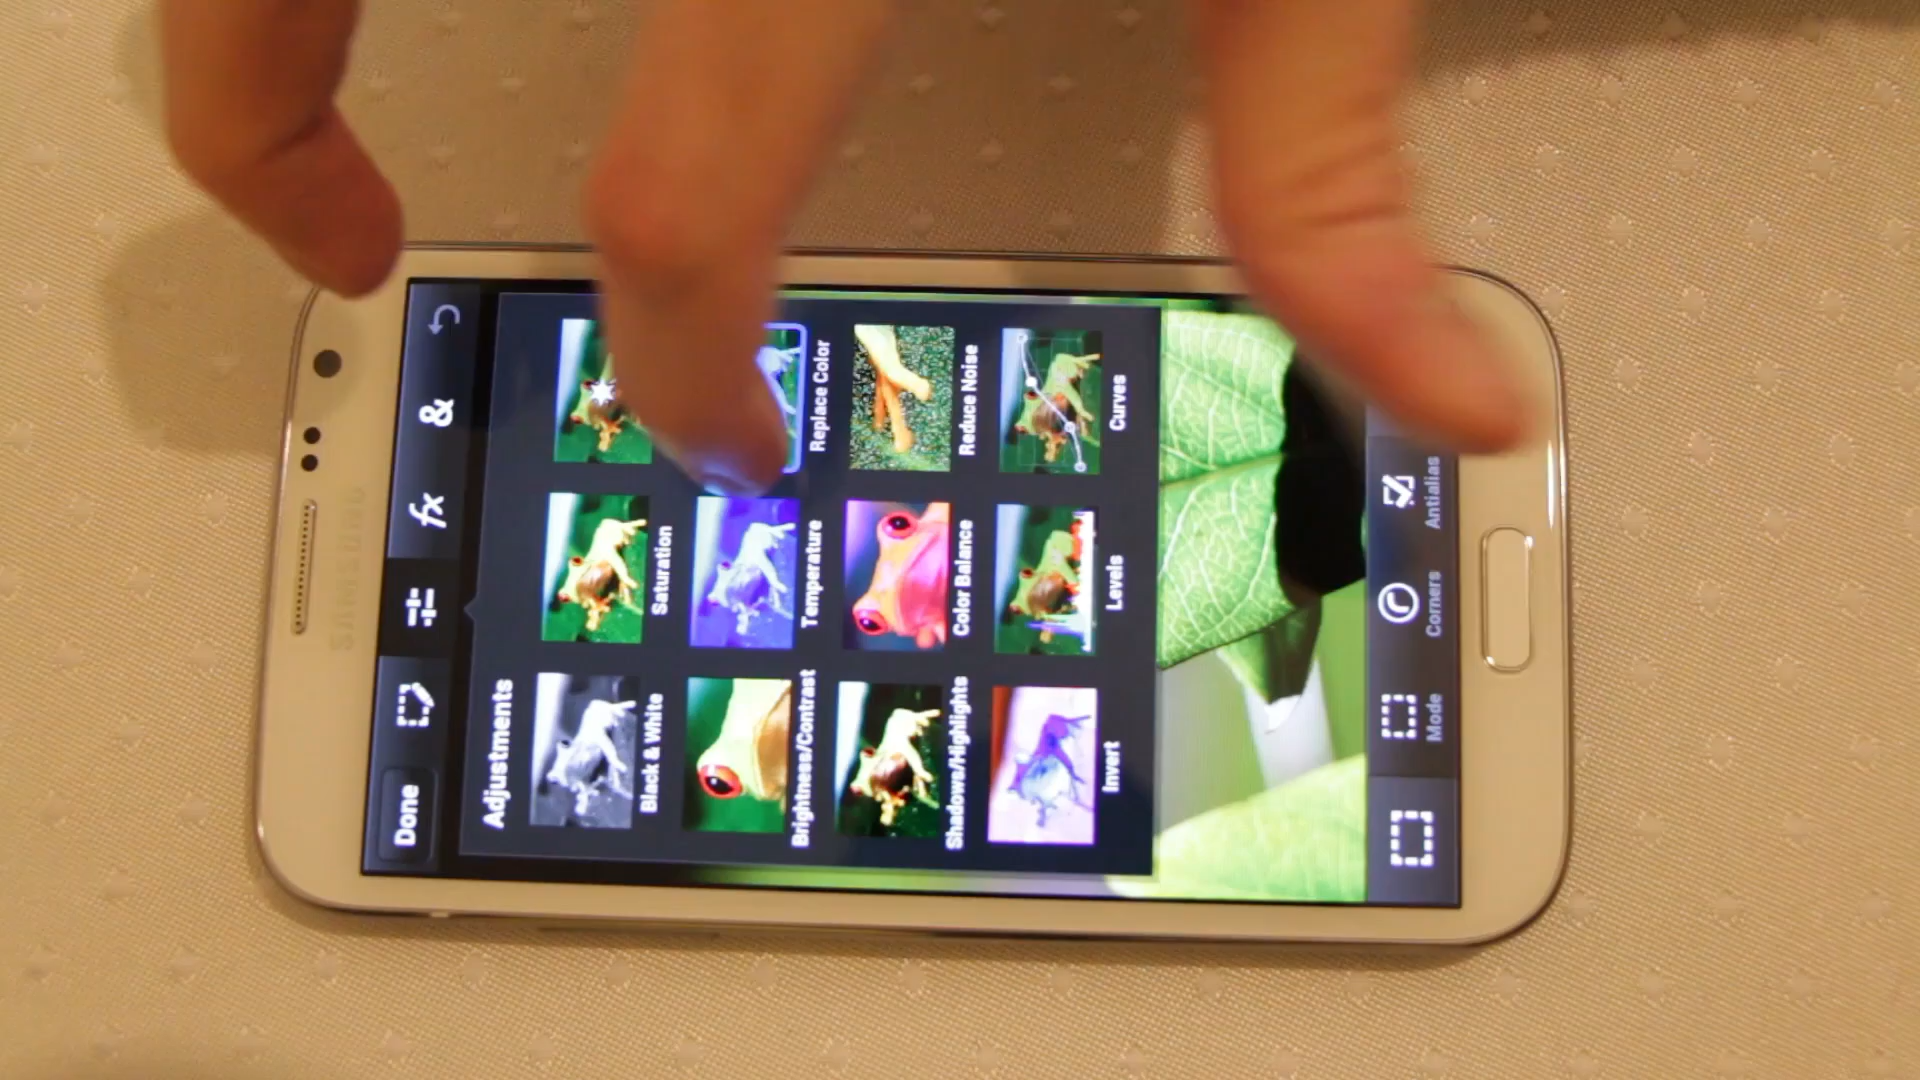 SAMSUNG
Done
fx
&
Adjustments
Black & White
Saturation
Brightness/Contrast
Temperature
Replace Color
Shadows/Highlights
Color Balance
Reduce Noise
Invert
Levels
Curves
Mode
Corners
Antialias